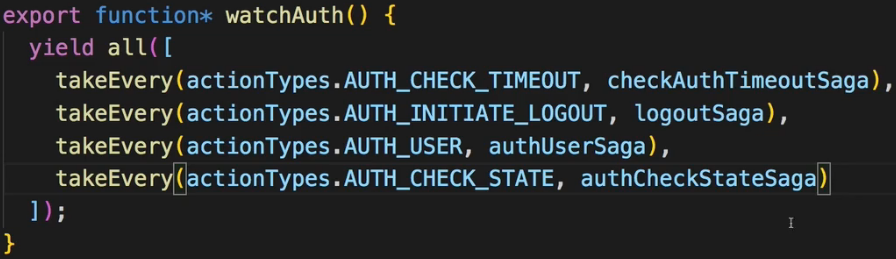 export function* watchAuth() {
  yield all([
    takeEvery(actionTypes.AUTH_CHECK_TIMEOUT, checkAuthTimeoutSaga),
    takeEvery(actionTypes.AUTH_INITIATE_LOGOUT, logoutSaga),
    takeEvery(actionTypes.AUTH_USER, authUserSaga),
    takeEvery(actionTypes.AUTH_CHECK_STATE, authCheckStateSaga)
  ]);
}